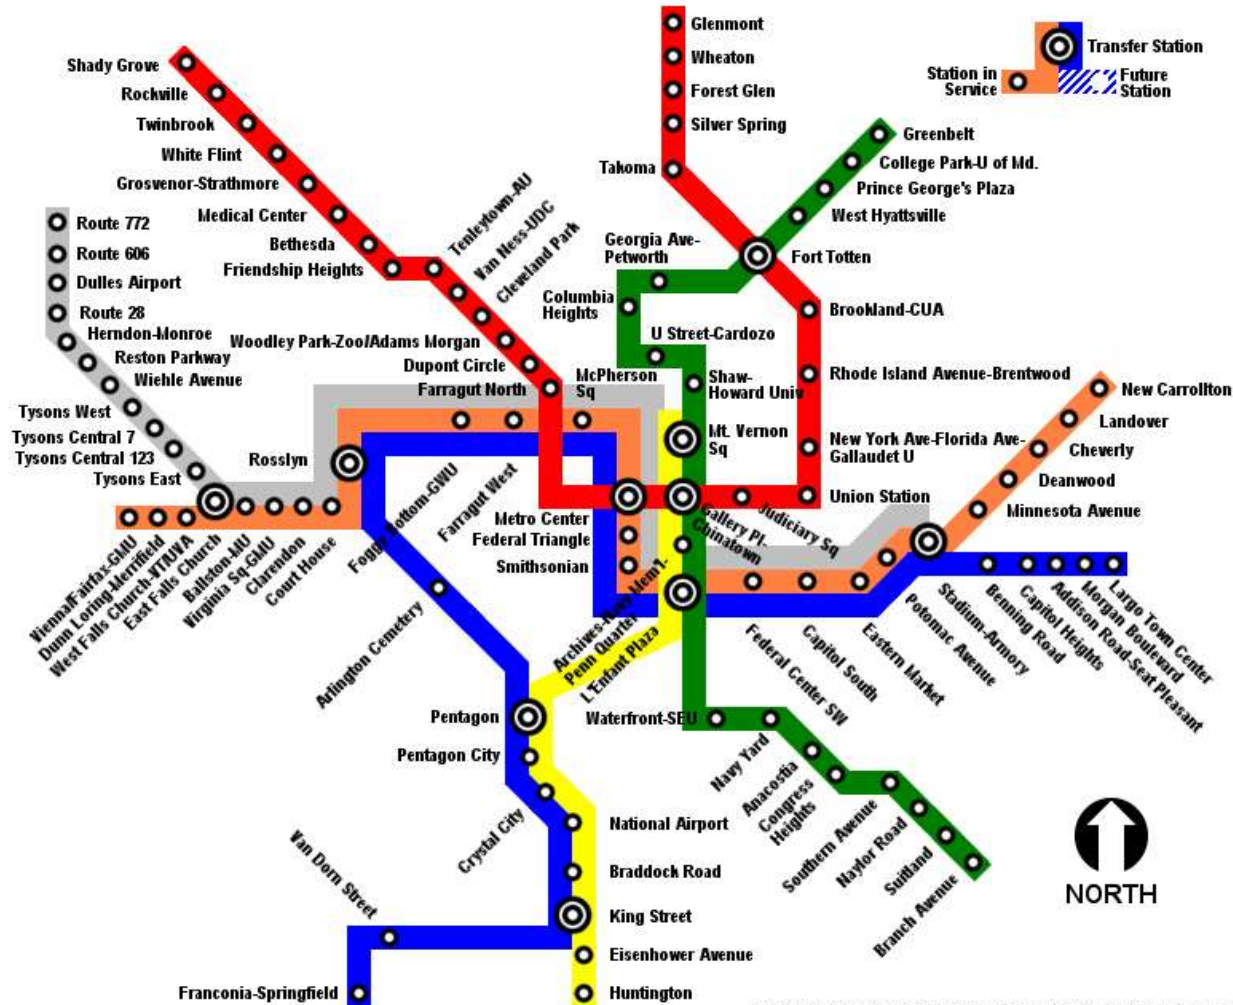 Glenmont
Wheaton
Forest Glen
Silver Spring
Takoma
Transfer Station
Station in
Service
Future
Station
Shady Grove
Rockville
Twinbrook
White Flint
Grosvenor-Strathmore
Medical Center
Bethesda
Friendship Heights
Tenleytown-AU
Van Ness-UDC
Cleveland Park
Woodley Park-Zoo/Adams Morgan
Dupont Circle
Farragut North
McPherson
Sq
Greenbelt
College Park-U of Md.
Prince George's Plaza
West Hyattsville
Fort Totten
Georgia Ave-
Petworth
Columbia
Heights
U Street-Cardozo
Shaw-
Howard Univ
Mt. Vernon
Sq
Brookland-CUA
Rhode Island Avenue-Brentwood
New York Ave-Florida Ave-
Gallaudet U
Union Station
Judiciary Sq
Gallery Pl-
Chinatown
New Carrollton
Landover
Cheverly
Deanwood
Minnesota Avenue
Route 772
Route 606
Dulles Airport
Route 28
Herndon-Monroe
Reston Parkway
Wiehle Avenue
Tysons West
Tysons Central 7
Tysons Central 123
Tysons East
Rosslyn
Vienna/Fairfax-GMU
Dunn Loring-Merrifield
West Falls Church-VT/UVA
East Falls Church
Ballston-MU
Virginia Sq-GMU
Clarendon
Court House
Foggy Bottom-GWU
Farragut West
Metro Center
Federal Triangle
Smithsonian
Archives-Navy Mem'l-
Penn Quarter
L'Enfant Plaza
Federal Center SW
Capitol South
Eastern Market
Potomac Avenue
Stadium-Armory
Benning Road
Capitol Heights
Addison Road-Seat Pleasant
Morgan Boulevard
Largo Town Center
Arlington Cemetery
Pentagon
Pentagon City
Crystal City
National Airport
Braddock Road
King Street
Eisenhower Avenue
Huntington
Van Dorn Street
Franconia-Springfield
Waterfront-SEU
Navy Yard
Anacostia
Congress
Heights
Southern Avenue
Naylor Road
Suitland
Branch Avenue
NORTH